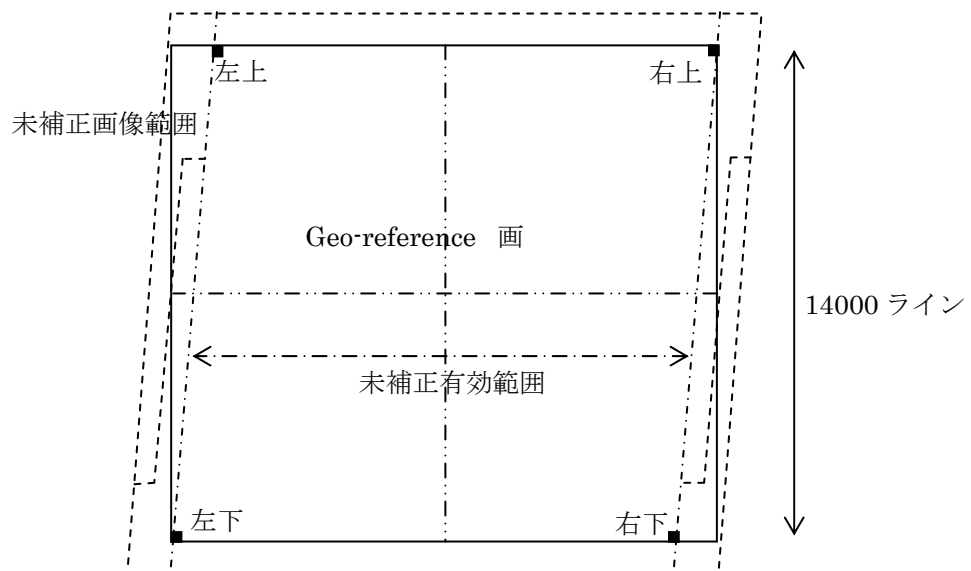 左上
右上
未補正画像範囲
Geo-reference 画
14000 ライン
未補正有効範囲
左下
右下